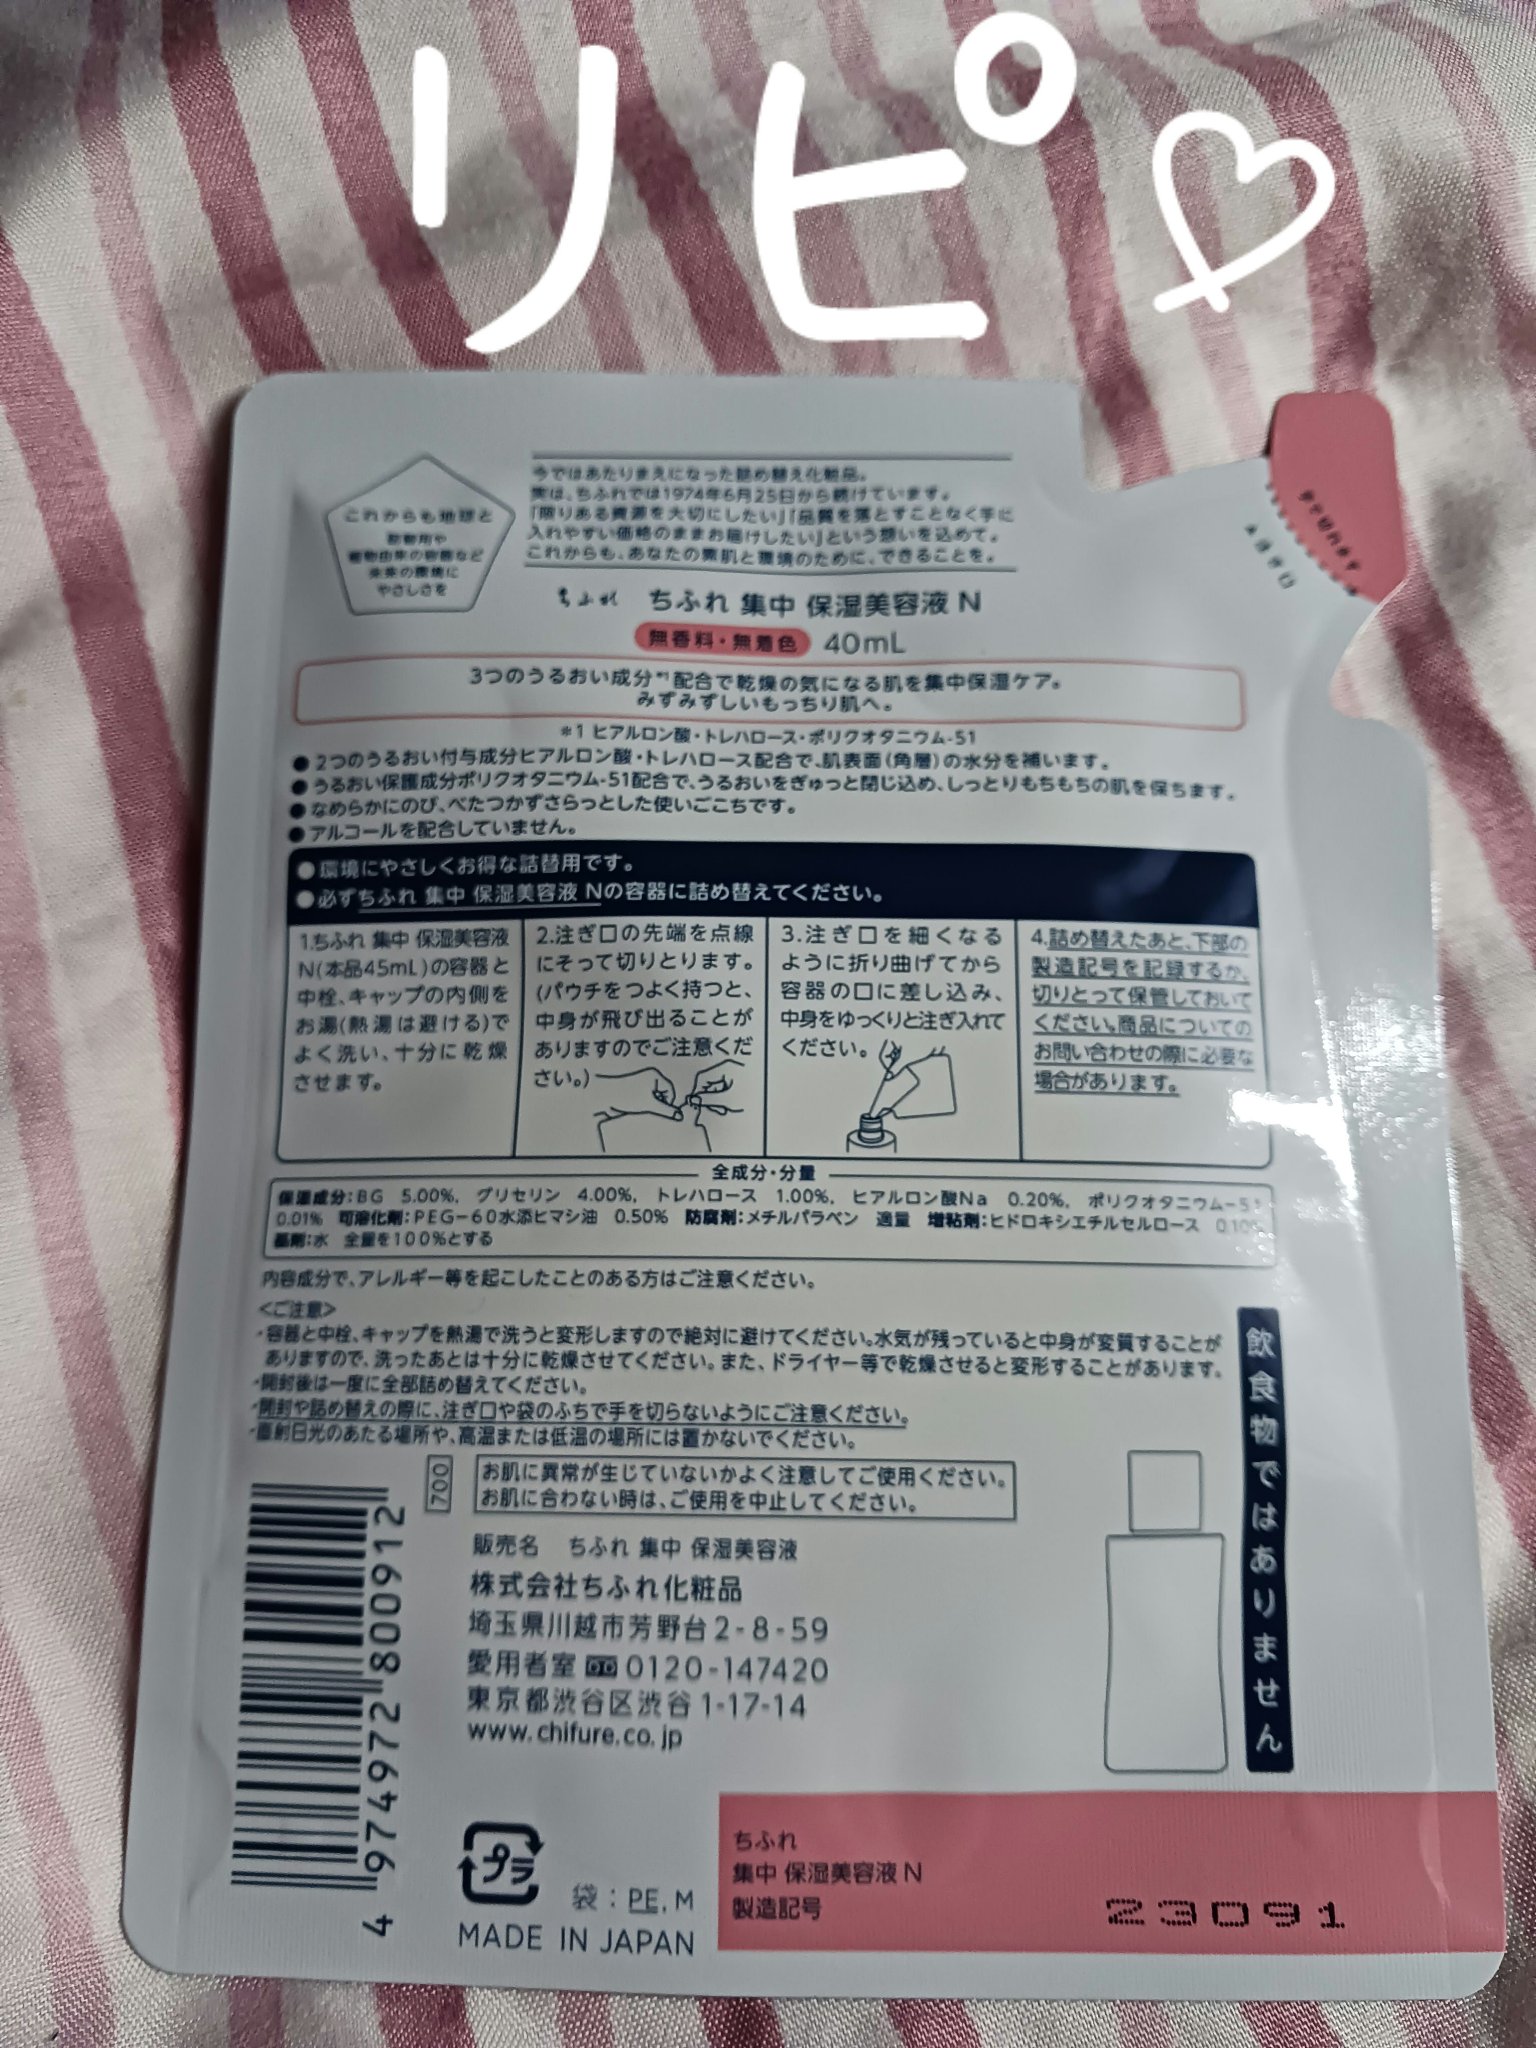 リピ♡
今ではあたりまえになった詰め替え化粧品。
実は、ちふれでは1974年6月25日から続けています。
「限りある資源を大切にしたい」「品質を落とすことなく手に
入れやすい価格のままお届けしたい」という想いを込めて。
これからも、あなたの素肌と環境のために、できることを。
これからも地球と
詰替用や
植物由来の容器など
未来の環境に
やさしさを
手で切れます
▲注ぎ口
ちふれ ちふれ 集中 保湿美容液 N
無香料・無着色 40mL
3つのうるおい成分*1配合で乾燥の気になる肌を集中保湿ケア。
みずみずしいもっちり肌へ。
*1 ヒアルロン酸・トレハロース・ポリクオタニウム-51
●2つのうるおい付与成分ヒアルロン酸・トレハロース配合で、肌表面(角層)の水分を補います。
●うるおい保護成分ポリクオタニウム-51配合で、うるおいをぎゅっと閉じ込め、しっとりもちもちの肌を保ちます。
●なめらかにのび、べたつかずさらっとした使いごこちです。
●アルコールを配合していません。
●環境にやさしくお得な詰替用です。
●必ずちふれ 集中 保湿美容液 Nの容器に詰め替えてください。
1.ちふれ 集中 保湿美容液
N(本品45mL)の容器と
中栓、キャップの内側を
お湯(熱湯は避ける)で
よく洗い、十分に乾燥
させます。
2.注ぎ口の先端を点線
にそって切りとります。
(パウチをつよく持つと、
中身が飛び出ることが
ありますのでご注意くだ
さい。)
3.注ぎ口を細くなる
ように折り曲げてから
容器の口に差し込み、
中身をゆっくりと注ぎ入れて
ください。
4.詰め替えたあと、下部の
製造記号を記録するか、
切りとって保管しておいて
ください。商品についての
お問い合わせの際に必要な
場合があります。
全成分・分量
保湿成分:BG 5.00%, グリセリン 4.00%, トレハロース 1.00%, ヒアルロン酸Na 0.20%, ポリクオタニウム-51
0.01% 可溶化剤:PEG-60水添ヒマシ油 0.50% 防腐剤:メチルパラベン 適量 増粘剤:ヒドロキシエチルセルロース 0.10%
基剤:水 全量を100%とする
内容成分で、アレルギー等を起こしたことのある方はご注意ください。
<ご注意>
・容器と中栓、キャップを熱湯で洗うと変形しますので絶対に避けてください。水気が残っていると中身が変質することが
ありますので、洗ったあとは十分に乾燥させてください。また、ドライヤー等で乾燥させると変形することがあります。
・開封後は一度に全部詰め替えてください。
・開封や詰め替えの際に、注ぎ口や袋のふちで手を切らないようにご注意ください。
・直射日光のあたる場所や、高温または低温の場所には置かないでください。
700
お肌に異常が生じていないかよく注意してご使用ください。
お肌に合わない時は、ご使用を中止してください。
飲食物ではありません
販売名 ちふれ 集中 保湿美容液
株式会社ちふれ化粧品
埼玉県川越市芳野台2-8-59
愛用者室 0120-147420
東京都渋谷区渋谷1-17-14
www.chifure.co.jp
4 974972 800912
プラ
袋:PE, M
MADE IN JAPAN
ちふれ
集中 保湿美容液 N
製造記号
23091